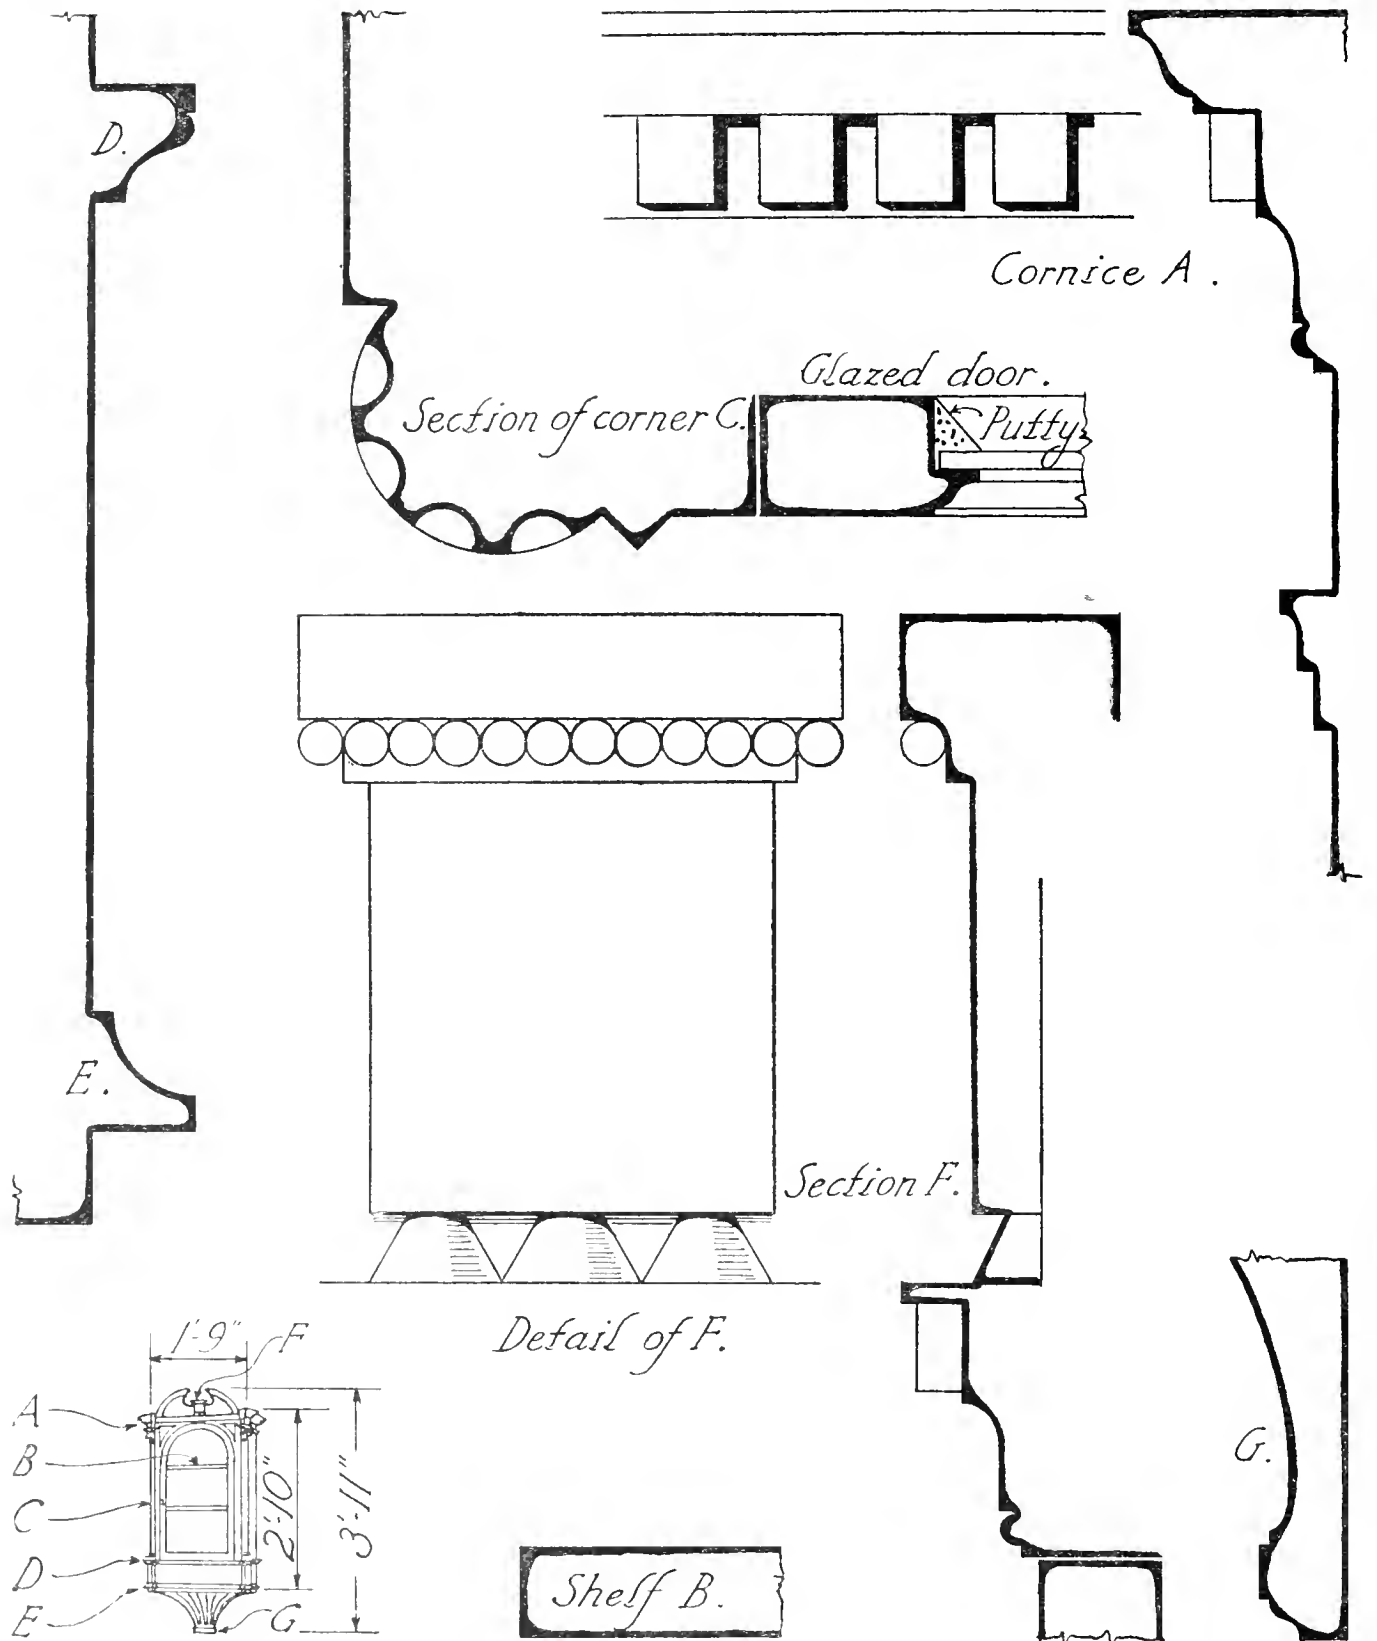 D.
Cornice A.
Glazed door.
Section of corner C.
Putty
E.
Section F.
Detail of F.
1'-9"
F
A
B
C
D
E
2'-10"
3'-11"
G
G.
Shelf B.